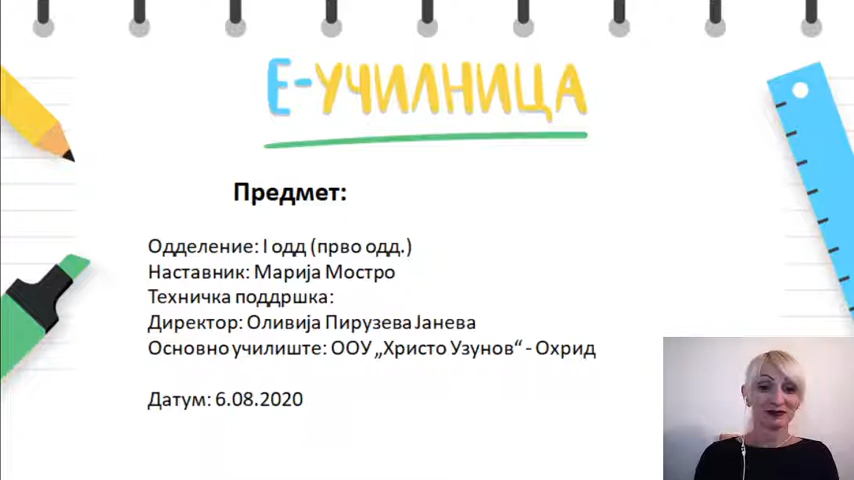 Е-УЧИЛНИЦА
Предмет:
Одделение: I одд (прво одд.)
Наставник: Марија Мостро
Техничка поддршка:
Директор: Оливија Пирузева Јанева
Основно училиште: ООУ „Христо Узунов“ - Охрид
Датум: 6.08.2020